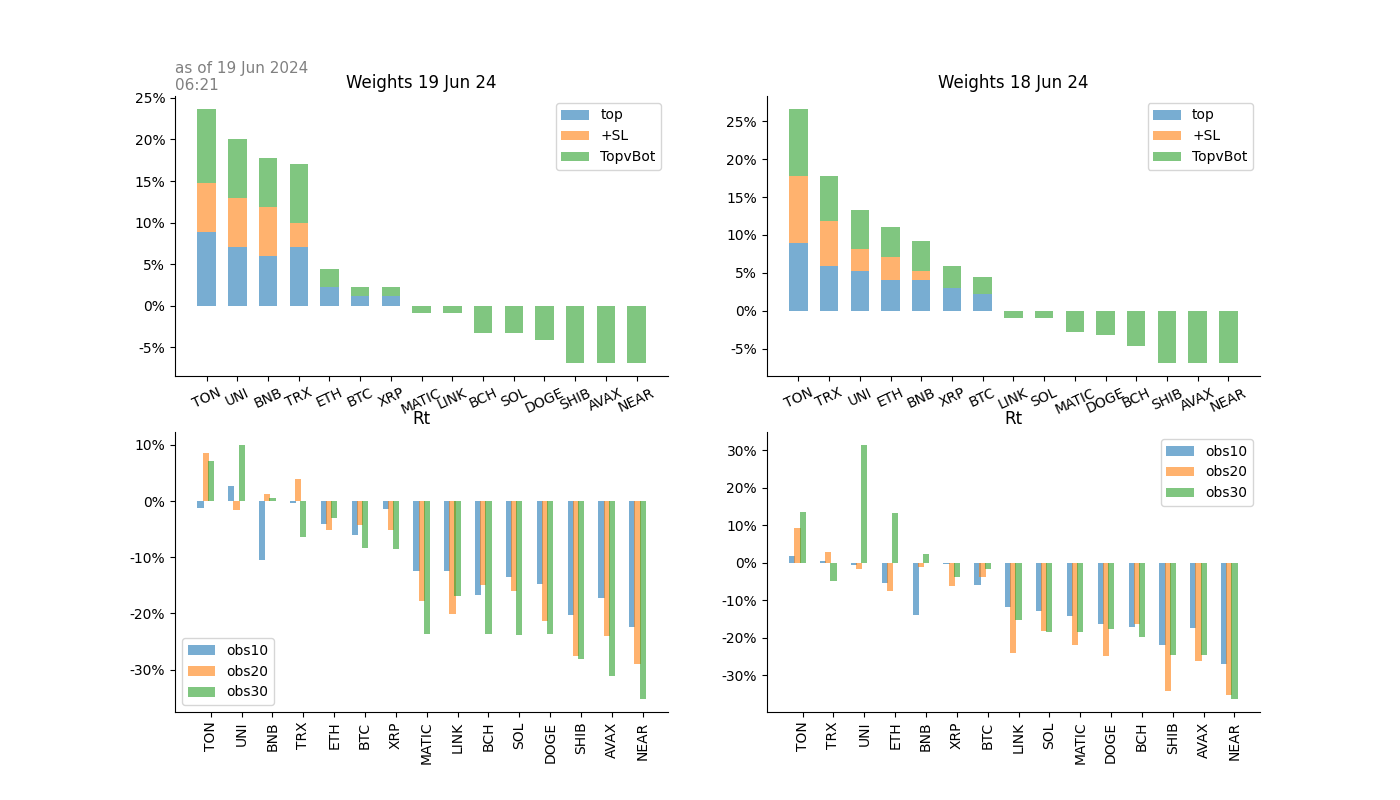 as of 19 Jun 2024
06:21
Weights 19 Jun 24
25%
20%
15%
10%
5%
0%
-5%
top
+SL
TopvBot
TON UNI BNB TRX ETH BTC XRP MATIC LINK BCH SOL DOGE SHIB AVAX NEAR
Weights 18 Jun 24
25%
20%
15%
10%
5%
0%
-5%
top
+SL
TopvBot
TON TRX UNI ETH BNB XRP BTC LINK SOL MATIC DOGE BCH SHIB AVAX NEAR
Rt
10%
0%
-10%
-20%
-30%
obs10
obs20
obs30
TON UNI BNB TRX ETH BTC XRP MATIC LINK BCH SOL DOGE SHIB AVAX NEAR
Rt
30%
20%
10%
0%
-10%
-20%
-30%
obs10
obs20
obs30
TON TRX UNI ETH BNB XRP BTC LINK SOL MATIC DOGE BCH SHIB AVAX NEAR